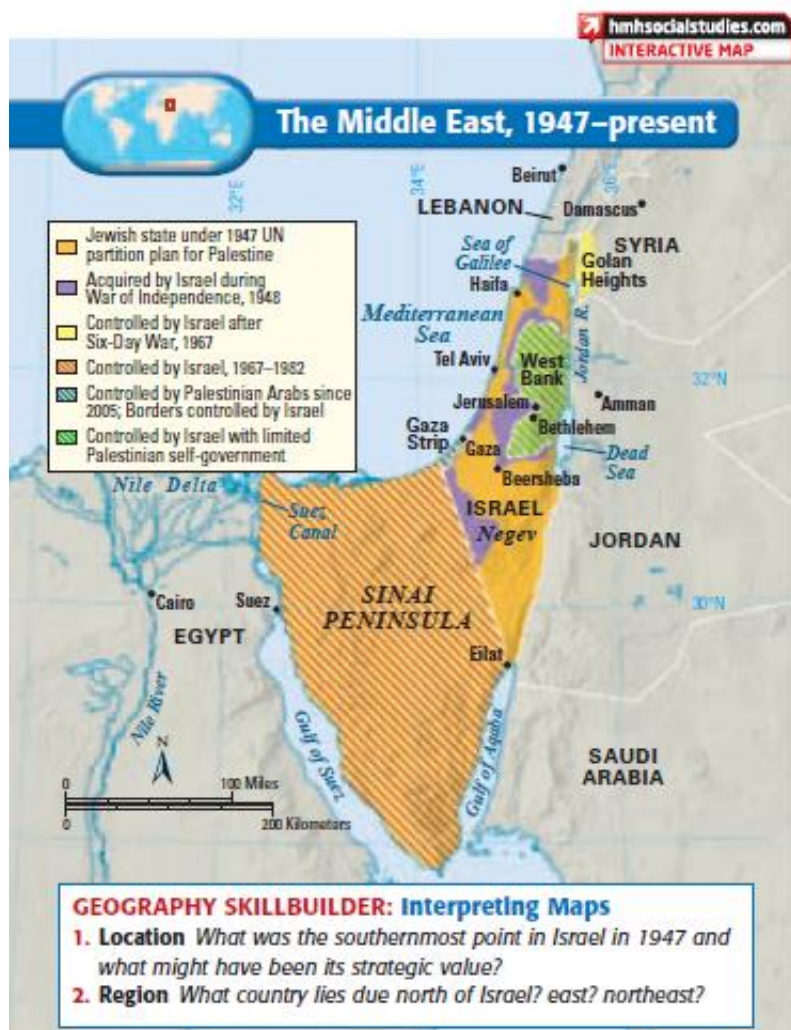 hmhsocialstudies.com
INTERACTIVE MAP
The Middle East, 1947–present
32°E
34°E
36°E
Beirut
LEBANON
Damascus
Jewish state under 1947 UN
partition plan for Palestine
Acquired by Israel during
War of Independence, 1948
Controlled by Israel after
Six-Day War, 1967
Controlled by Israel, 1967–1982
Controlled by Palestinian Arabs since
2005; Borders controlled by Israel
Controlled by Israel with limited
Palestinian self-government
Sea of
Galilee
SYRIA
Golan
Heights
Haifa
Mediterranean
Sea
Jordan R.
Tel Aviv
West
Bank
32°N
Jerusalem
Amman
Gaza
Strip
Bethlehem
Gaza
Dead
Sea
Beersheba
Nile Delta
Suez
Canal
ISRAEL
Negev
JORDAN
Cairo
Suez
SINAI
PENINSULA
30°N
EGYPT
Eilat
Nile River
Gulf of Suez
Gulf of Aqaba
N
SAUDI
ARABIA
0
100 Miles
0
200 Kilometers
GEOGRAPHY SKILLBUILDER: Interpreting Maps
1. Location What was the southernmost point in Israel in 1947 and
what might have been its strategic value?
2. Region What country lies due north of Israel? east? northeast?